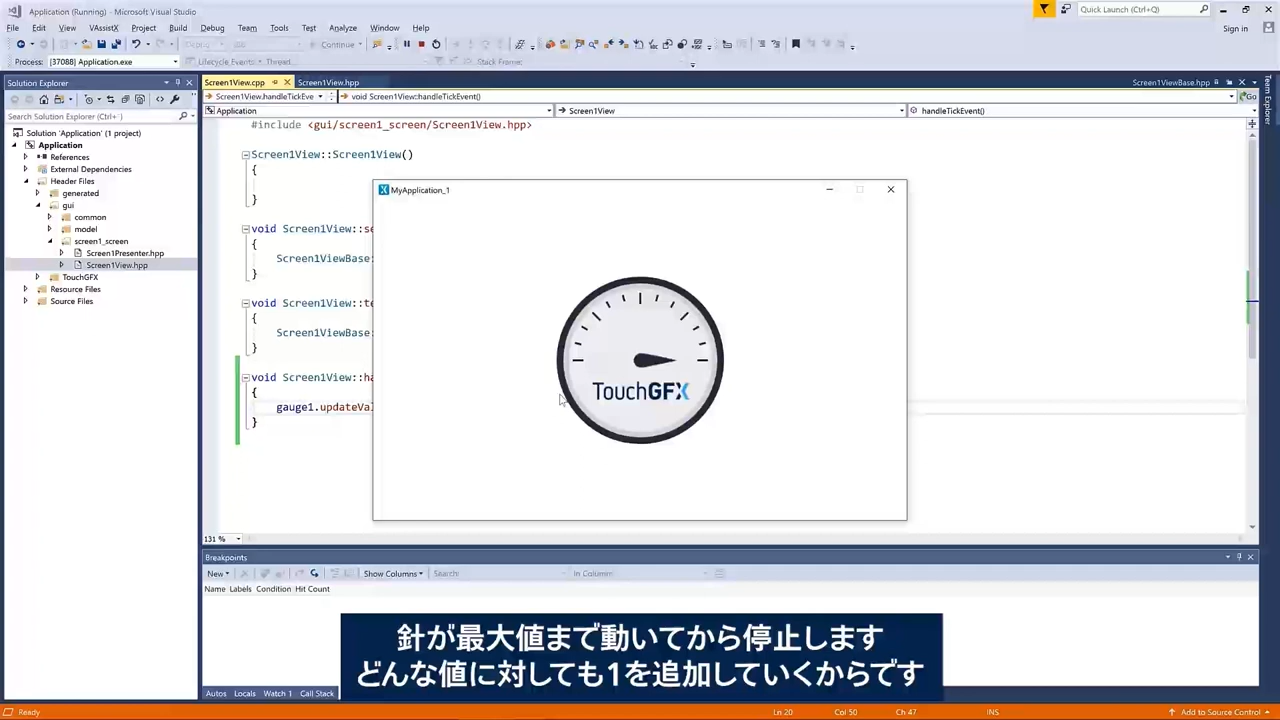 Application (Running) - Microsoft Visual Studio
Quick Launch (Ctrl+Q)
File Edit View VAssistX Project Build Debug Team Tools Test Analyze Window Help
Sign in
Continue
Process: [37088] Application.exe
Lifecycle Events
Thread:
Stack Frame:
Solution Explorer
Screen1View.cpp
Screen1View.hpp
Screen1ViewBase.hpp
Team Explorer
Screen1View.handleTickEve
void Screen1View::handleTickEvent()
Go
Application
Screen1View
handleTickEvent()
Search Solution Explorer (Ctrl+
Solution 'Application' (1 project)
Application
References
External Dependencies
Header Files
generated
gui
common
model
screen1_screen
Screen1Presenter.hpp
Screen1View.hpp
TouchGFX
Resource Files
Source Files
#include <gui/screen1_screen/Screen1View.hpp>
Screen1View::Screen1View()
{
}
void Screen1View::se
{
Screen1ViewBase:
}
void Screen1View::te
{
Screen1ViewBase:
}
void Screen1View::ha
{
gauge1.updateVal
}
MyApplication_1
TouchGFX
131 %
Breakpoints
New
Show Columns
Search:
In Column:
Name Labels Condition Hit Count
針が最大値まで動いてから停止します
どんな値に対しても1を追加していくからです
Autos Locals Watch 1 Call Stack
Ready
Ln 20
Col 50
Ch 47
INS
Add to Source Control